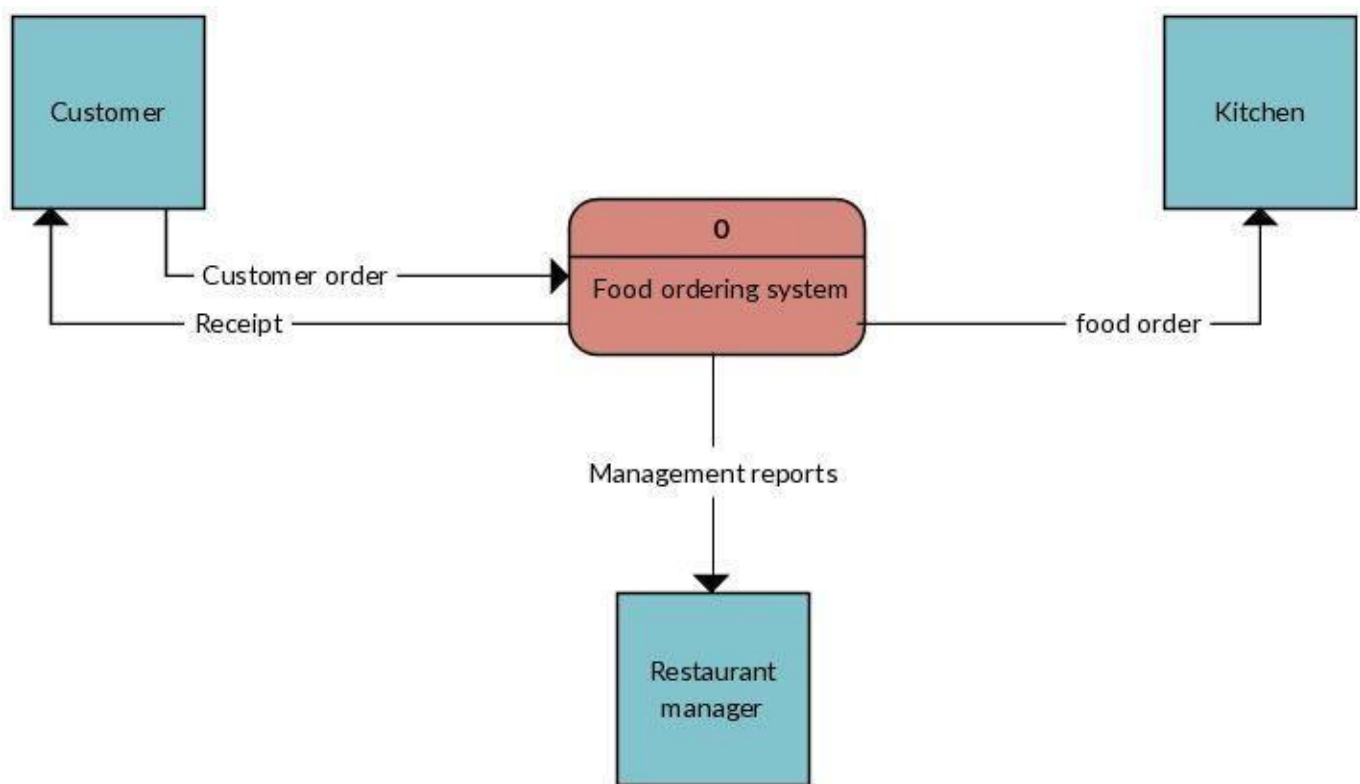 Customer
Kitchen
0
Customer order
Food ordering system
Receipt
food order
Management reports
Restaurant
manager